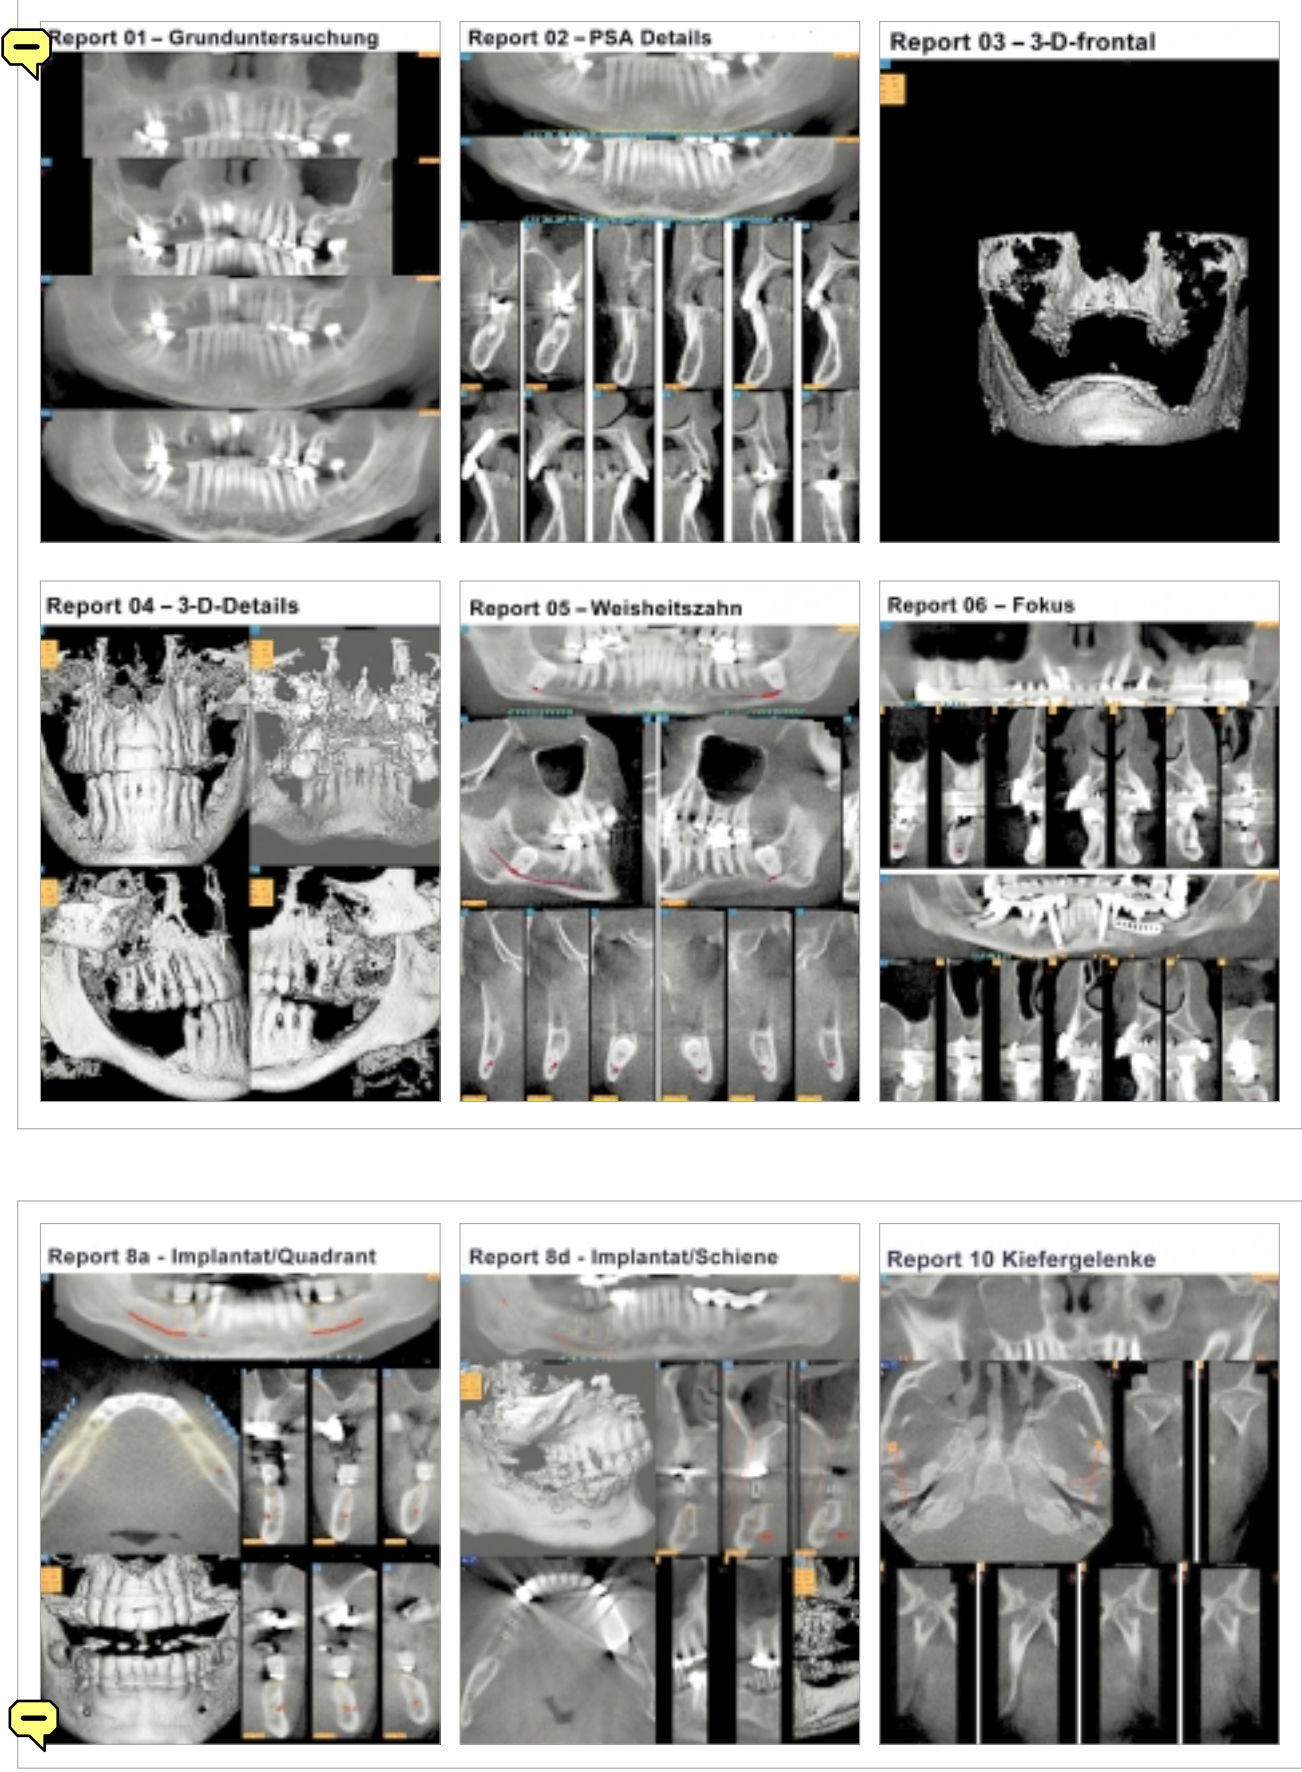 Report 01 – Grunduntersuchung
Report 02 – PSA Details
Report 03 – 3-D-frontal
Report 04 – 3-D-Details
Report 05 – Weisheitszahn
Report 06 – Fokus
Report 8a - Implantat/Quadrant
Report 8d - Implantat/Schiene
Report 10 Kiefergelenke